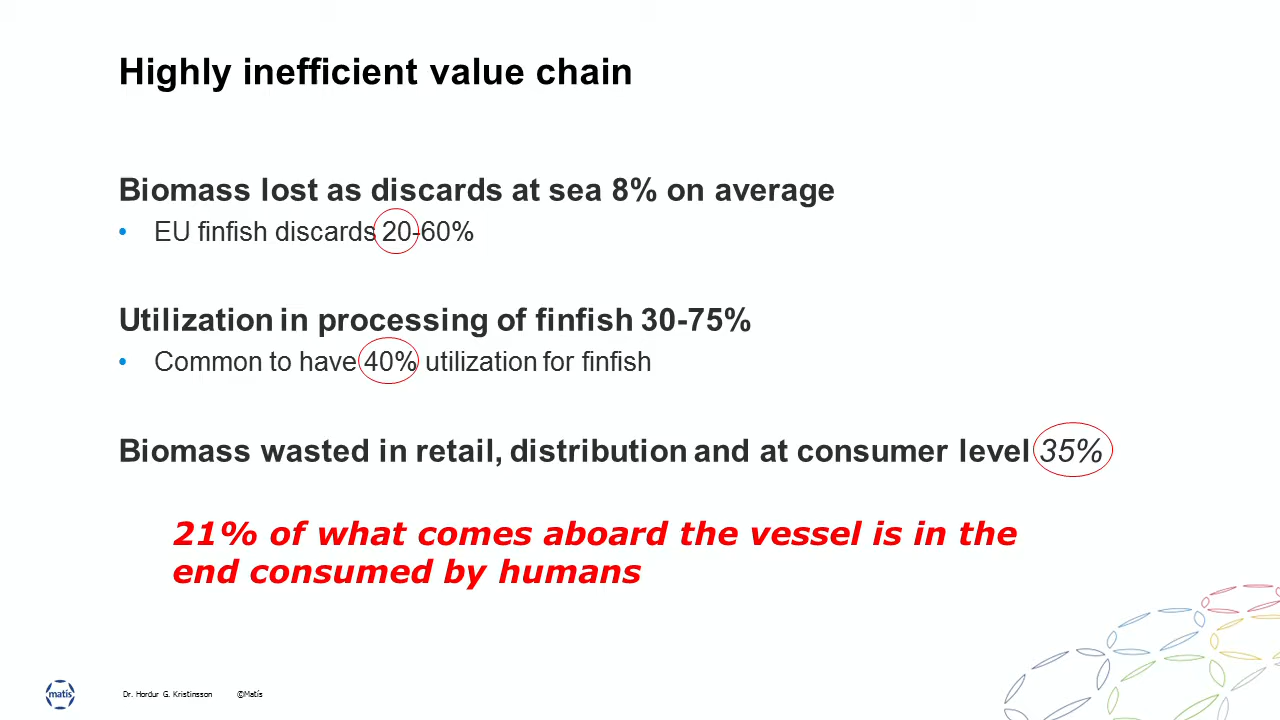 Highly inefficient value chain
Biomass lost as discards at sea 8% on average
• EU finfish discards 20-60%
Utilization in processing of finfish 30-75%
• Common to have 40% utilization for finfish
Biomass wasted in retail, distribution and at consumer level 35%
21% of what comes aboard the vessel is in the
end consumed by humans
matís
Dr. Hordur G. Kristinsson ©Matís